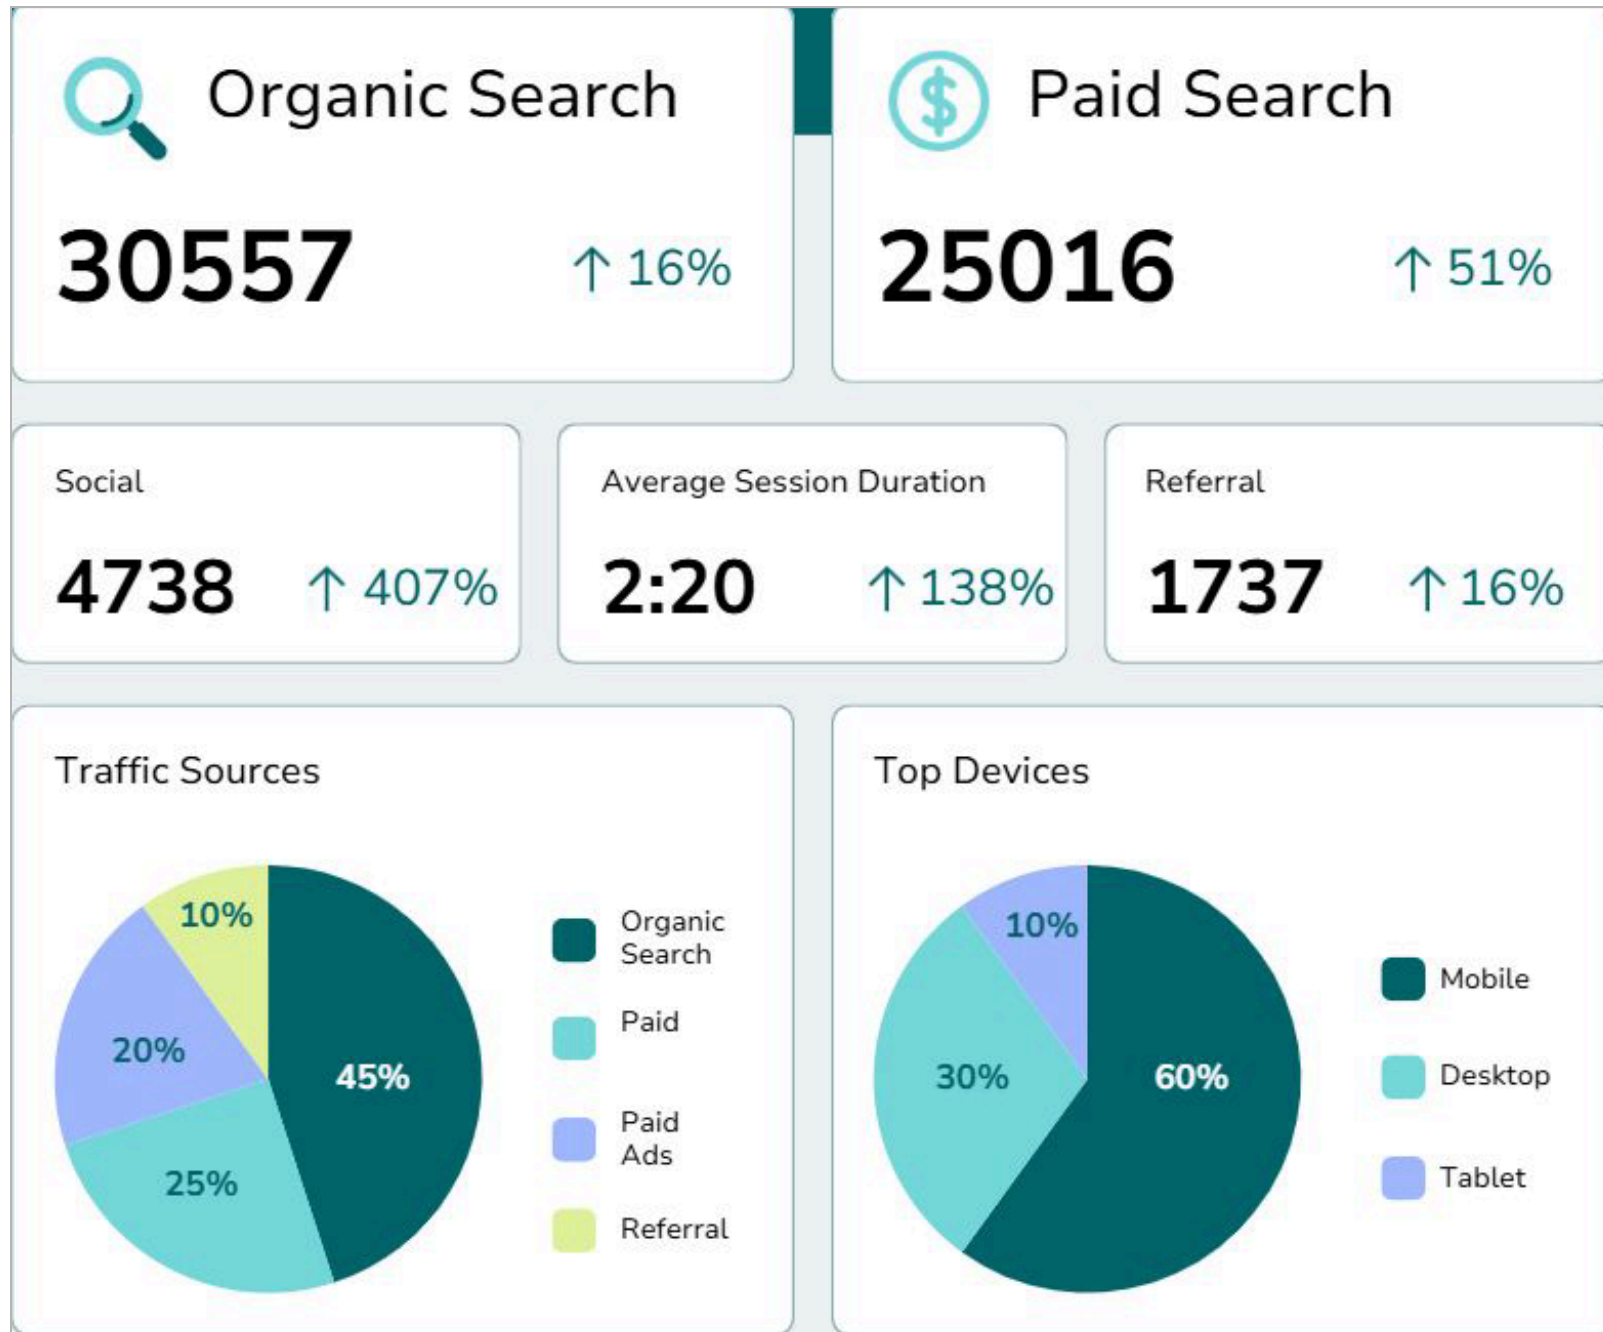 Organic Search
Paid Search
30557
↑ 16%
25016
↑ 51%
Social
Average Session Duration
Referral
4738
↑ 407%
2:20
↑ 138%
1737
↑ 16%
Traffic Sources
10%
20%
45%
25%
Organic
Search
Paid
Paid
Ads
Referral
Top Devices
10%
30%
60%
Mobile
Desktop
Tablet